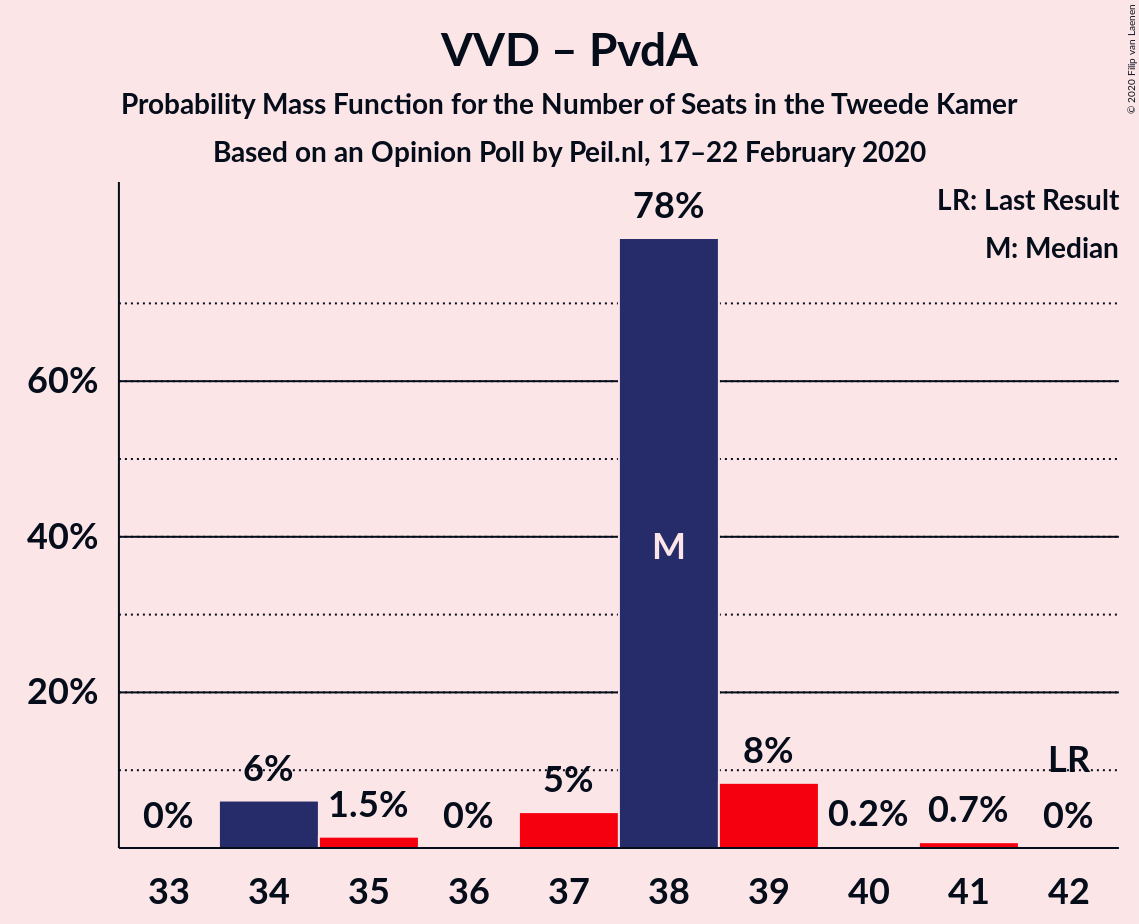 VVD – PvdA
Probability Mass Function for the Number of Seats in the Tweede Kamer
Based on an Opinion Poll by Peil.nl, 17–22 February 2020
© 2020 Filip van Laenen
LR: Last Result
M: Median
60%
40%
20%
0%
6%
1.5%
0%
5%
78%
M
8%
0.2%
0.7%
LR
0%
33
34
35
36
37
38
39
40
41
42